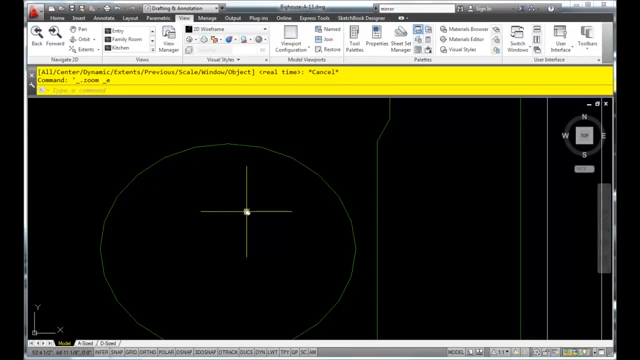 Drafting & Annotation
Bighouse-A-13.dwg
mirror
Sign In
Home Insert Annotate Parametric View Manage Output Plug-ins Online SketchBook Designer
Back
Forward
Pan
Orbit
Extents
Navigate 2D
Entry
Family Room
Kitchen
View Manager
Views
2D Wireframe
Visual Styles
Viewport Configuration
Named
Join
Restore
Model Viewports
Tool Palettes
Properties
Sheet Set Manager
Materials Browser
Materials Editor
Visual Styles
Palettes
Switch Windows
User Interface
Toolbars
Windows
[All/Center/Dynamic/Extents/Previous/Scale/Window/Object] <real time>: *Cancel*
Command: '_.zoom _e
Type a command
N
W TOP E
S
Y
X
Model A-Sized D-Sized
INFER SNAP GRID ORTHO POLAR OSNAP 3DOSNAP OTRACK DUCS DYN LWT TPY QP SC AM
MODEL
1:1